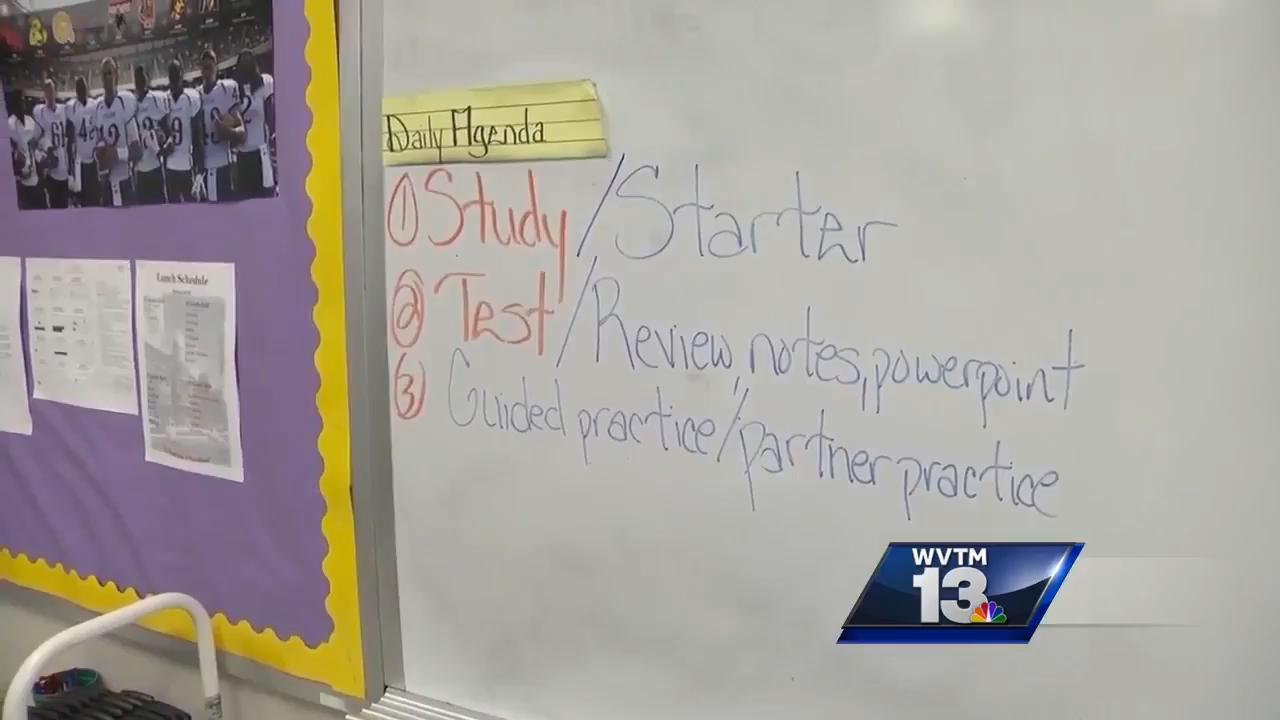 Daily Agenda
① Study/Starter
② Test/Review, notes, powerpoint
③ Guided practice/partner practice
Lunch Schedule
WVTM
13